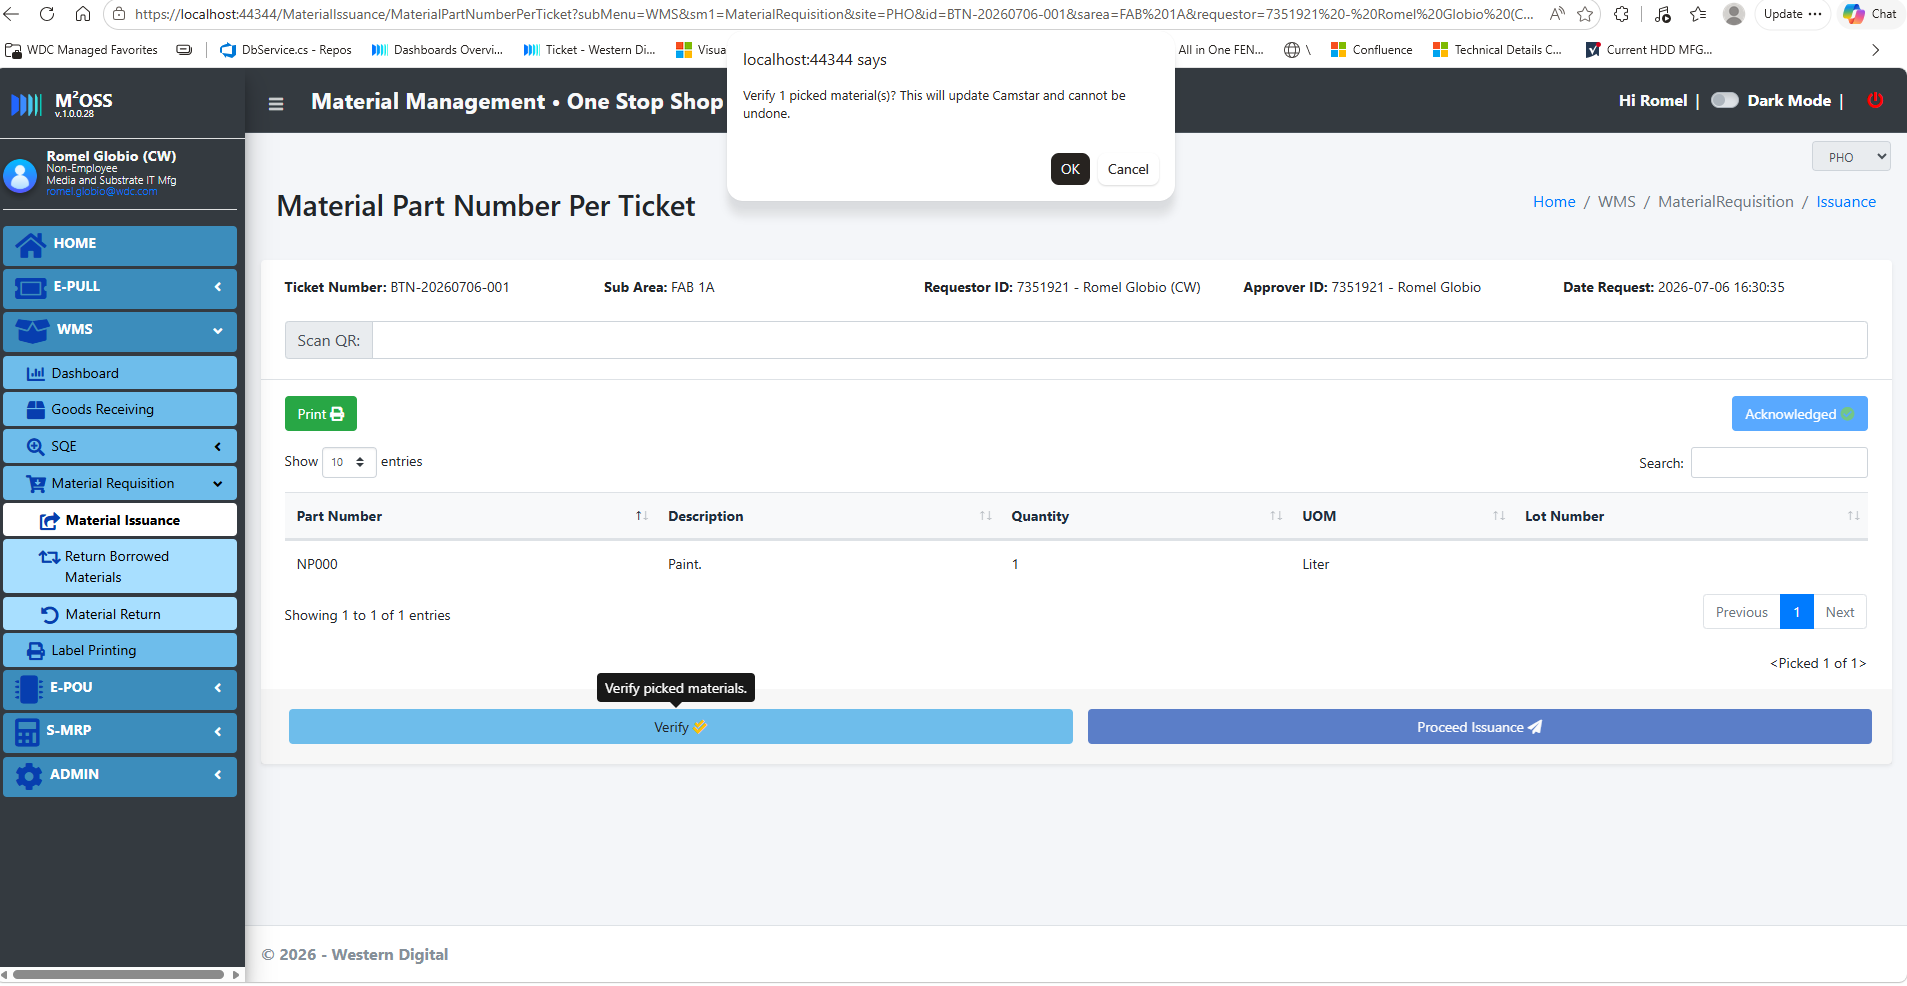 https://localhost:44344/MaterialIssuance/MaterialPartNumberPerTicket?subMenu=WMS&sm1=MaterialRequisition&site=PHO&id=BTN-20260706-001&sarea=FAB%201A&requestor=7351921%20-%20Romel%20Globio%20(C...
Update
Chat
WDC Managed Favorites
DbService.cs - Repos
Dashboards Overvi...
Ticket - Western Di...
Visua
All in One FEN...
\
Confluence
Technical Details C...
Current HDD MFG...
localhost:44344 says
Verify 1 picked material(s)? This will update Camstar and cannot be
undone.
OK
Cancel
M²OSS
v.1.0.0.28
Material Management • One Stop Shop
Hi Romel |
Dark Mode |
Romel Globio (CW)
Non-Employee
Media and Substrate IT Mfg
romel.globio@wdc.com
PHO
Material Part Number Per Ticket
Home / WMS / MaterialRequisition / Issuance
HOME
E-PULL
WMS
Dashboard
Goods Receiving
SQE
Material Requisition
Material Issuance
Return Borrowed
Materials
Material Return
Label Printing
E-POU
S-MRP
ADMIN
Ticket Number: BTN-20260706-001
Sub Area: FAB 1A
Requestor ID: 7351921 - Romel Globio (CW)
Approver ID: 7351921 - Romel Globio
Date Request: 2026-07-06 16:30:35
Scan QR:
Print
Acknowledged
Show 10 entries
Search:
Part Number Description Quantity UOM Lot Number
NP000 Paint. 1 Liter
Showing 1 to 1 of 1 entries
Previous 1 Next
<Picked 1 of 1>
Verify picked materials.
Verify
Proceed Issuance
© 2026 - Western Digital